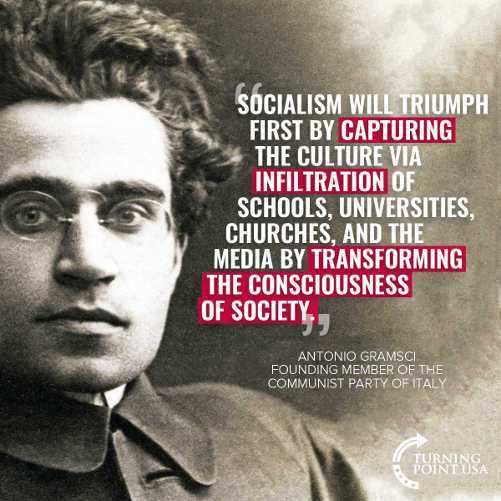 “SOCIALISM WILL TRIUMPH
FIRST BY CAPTURING
THE CULTURE VIA
INFILTRATION OF
SCHOOLS, UNIVERSITIES,
CHURCHES, AND THE
MEDIA BY TRANSFORMING
THE CONSCIOUSNESS
OF SOCIETY.”
ANTONIO GRAMSCI
FOUNDING MEMBER OF THE
COMMUNIST PARTY OF ITALY
TURNING
POINT USA